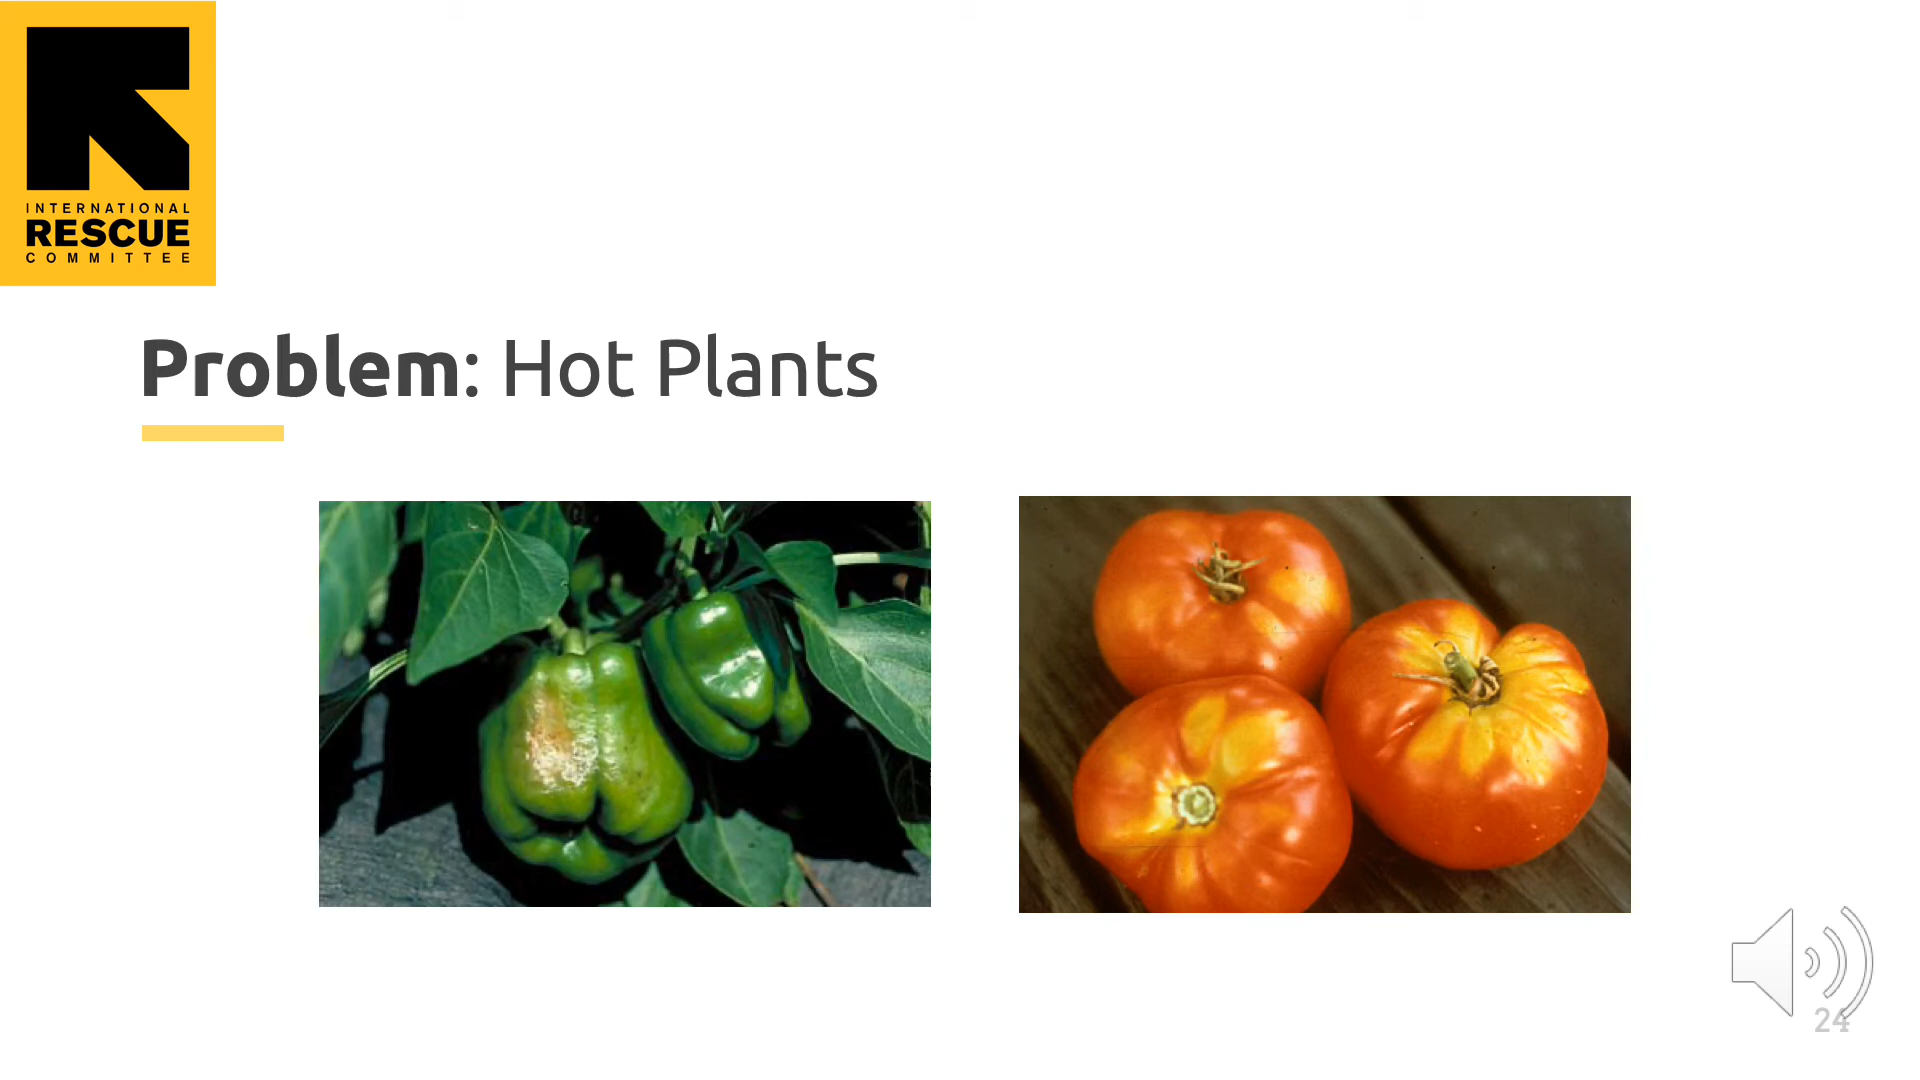 INTERNATIONAL
RESCUE
COMMITTEE
Problem: Hot Plants
24